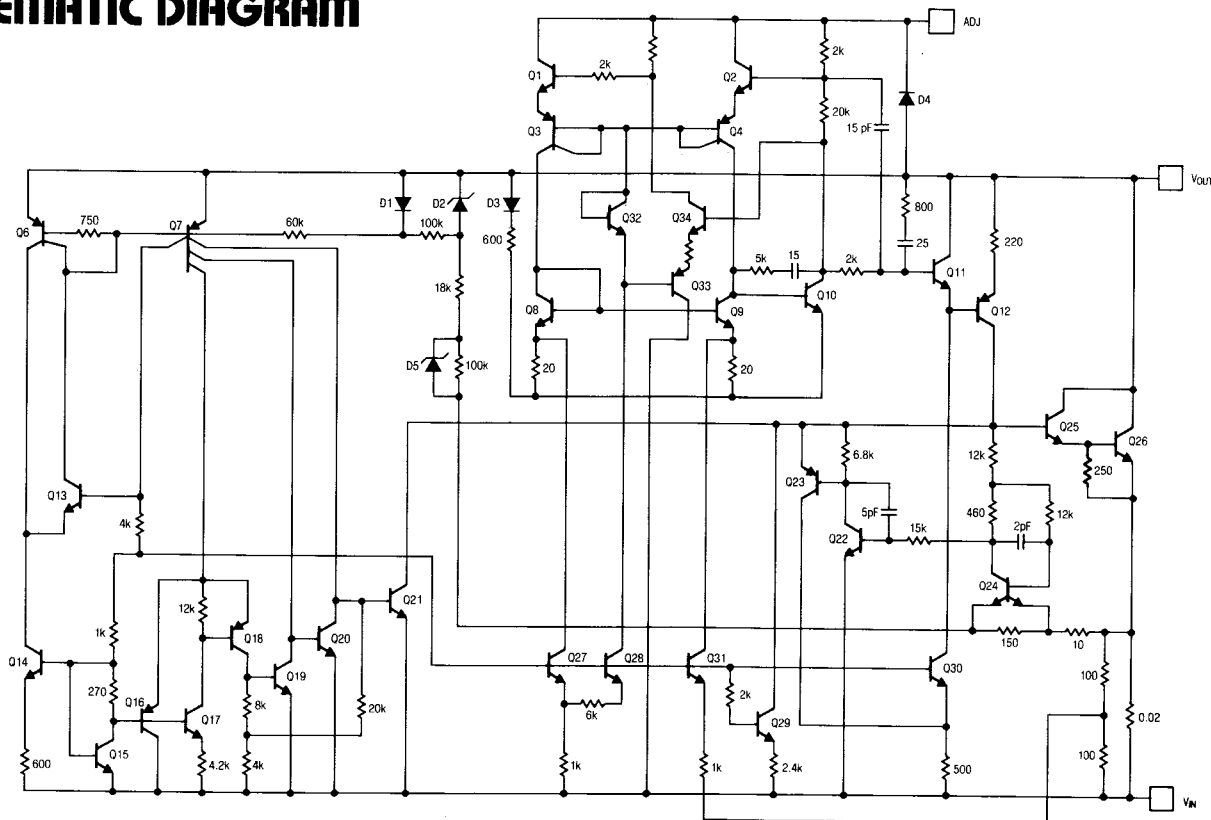 EMATIC DIAGRAM
ADJ
Q1
2k
Q2
2k
D4
20k
15 pF
Q3
Q4
VOUT
Q6
750
Q7
60k
D1
100k
D2
D3
600
Q32
Q34
800
25
220
18k
Q33
5k
15
2k
Q10
Q11
Q12
Q8
Q9
D5
100k
20
20
Q25
Q26
250
Q13
4k
Q23
6.8k
12k
5pF
15k
460
2pF
12k
Q22
Q24
1k
12k
Q18
Q20
Q21
150
10
Q14
270
Q16
Q17
8k
Q19
20k
Q27
Q28
Q31
2k
Q30
100
6k
Q29
0.02
600
Q15
4.2k
4k
1k
1k
2.4k
500
100
VIN